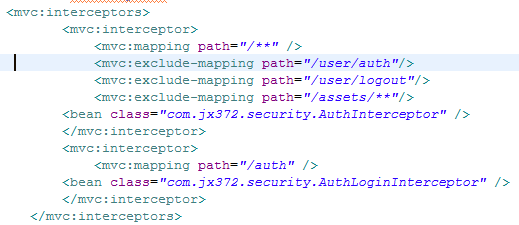 <mvc:interceptors>
<mvc:interceptor>
<mvc:mapping path="/**" />
<mvc:exclude-mapping path="/user/auth"/>
<mvc:exclude-mapping path="/user/logout"/>
<mvc:exclude-mapping path="/assets/**"/>
<bean class="com.jx372.security.AuthInterceptor" />
</mvc:interceptor>
<mvc:interceptor>
<mvc:mapping path="/auth" />
<bean class="com.jx372.security.AuthLoginInterceptor" />
</mvc:interceptor>
</mvc:interceptors>